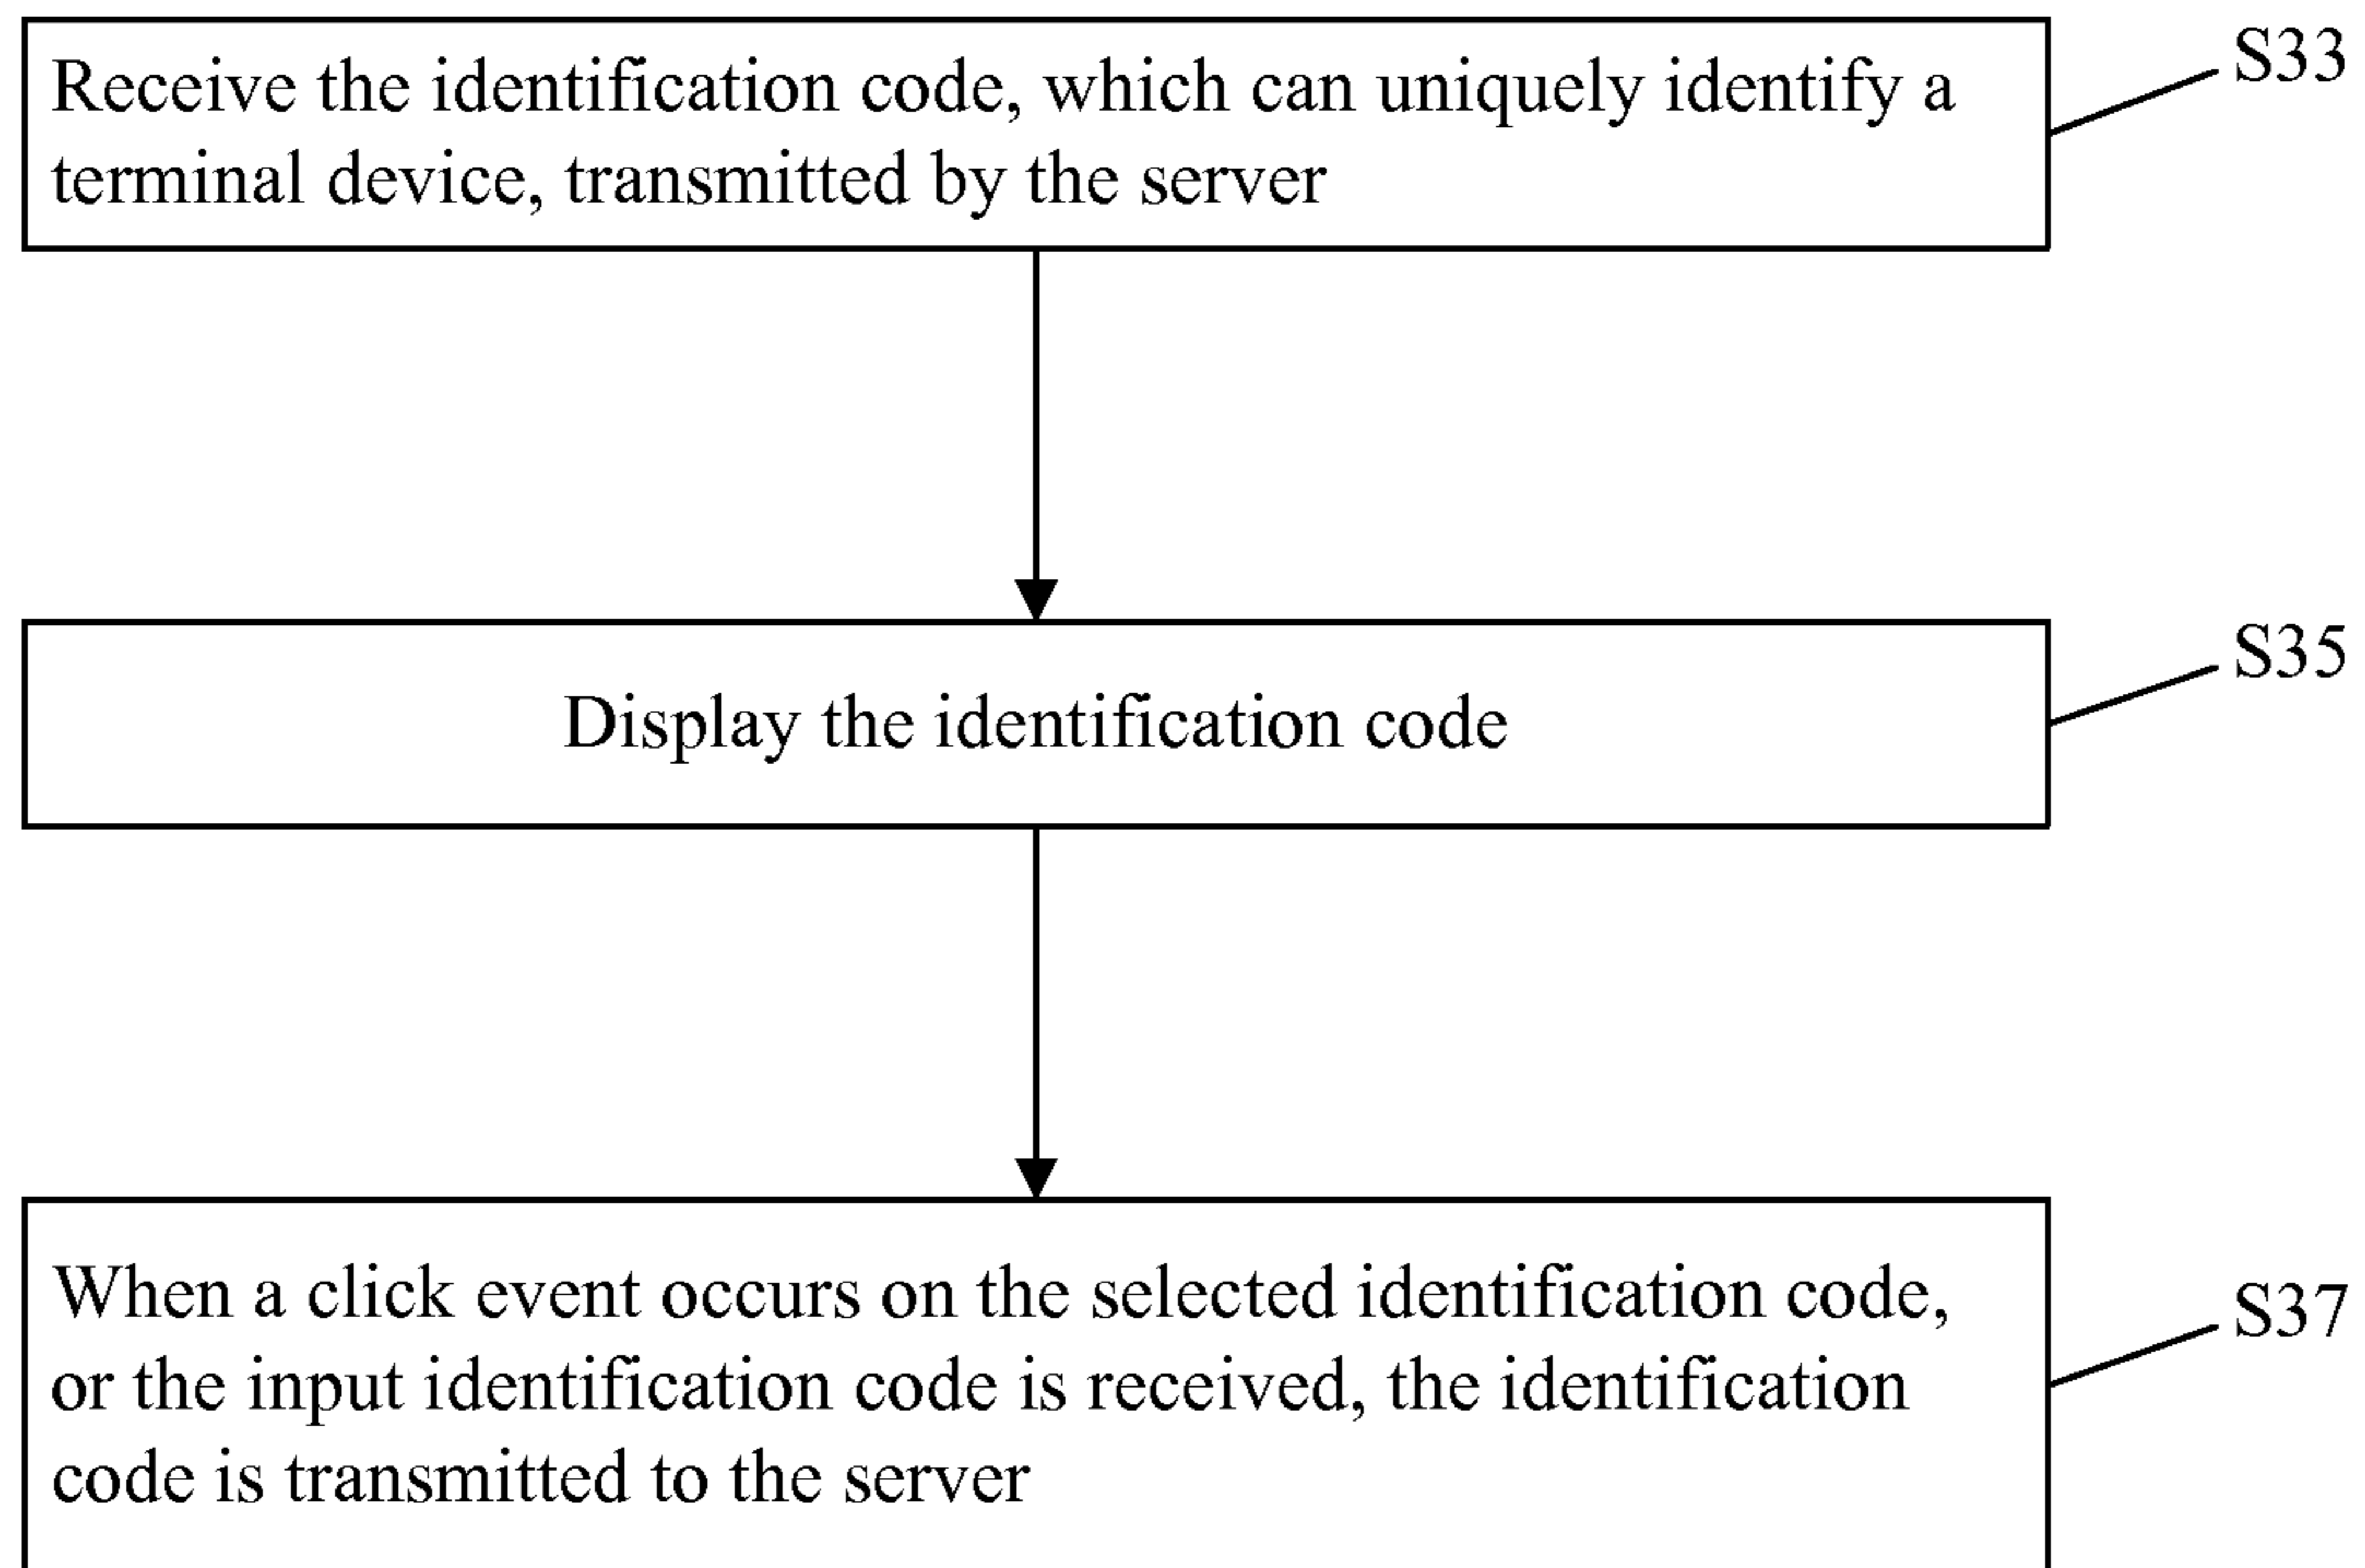 Receive the identification code, which can uniquely identify a
terminal device, transmitted by the server
S33
Display the identification code
S35
When a click event occurs on the selected identification code,
or the input identification code is received, the identification
code is transmitted to the server
S37